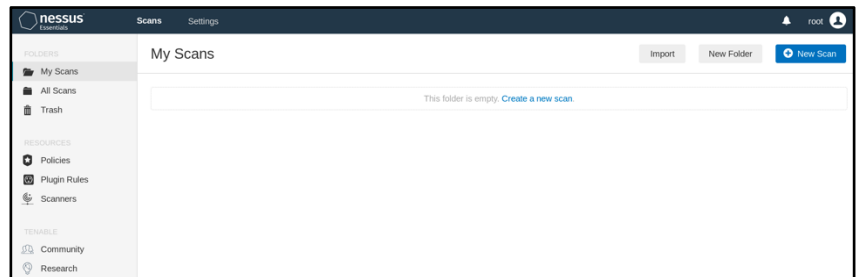 nessus
Essentials
Scans
Settings
root
FOLDERS
My Scans
All Scans
Trash
RESOURCES
Policies
Plugin Rules
Scanners
TENABLE
Community
Research
My Scans
Import
New Folder
New Scan
This folder is empty. Create a new scan.